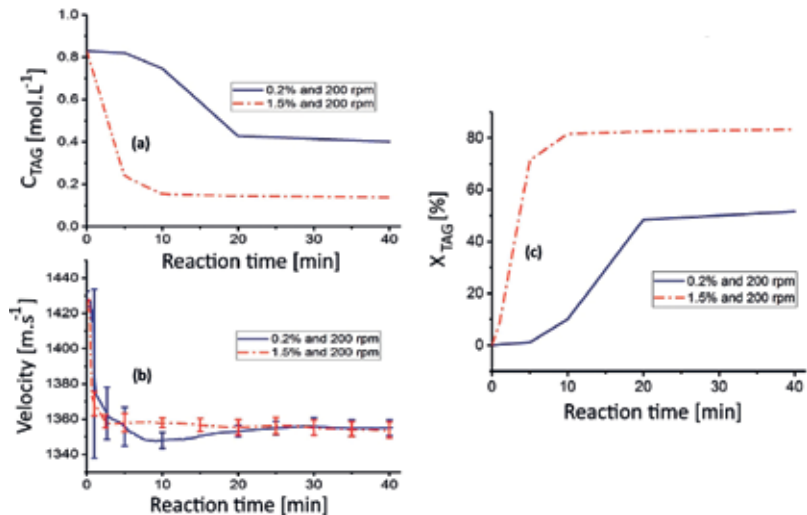 C_TAG [mol.L⁻¹]
1.0
0.8
0.6
0.4
0.2
0.0
0.2% and 200 rpm
1.5% and 200 rpm
(a)
0 10 20 30 40
Reaction time [min]
Velocity [m.s⁻¹]
1440
1420
1400
1380
1360
1340
0.2% and 200 rpm
1.5% and 200 rpm
(b)
0 10 20 30 40
Reaction time [min]
X_TAG [%]
80
60
40
20
0
(c)
0.2% and 200 rpm
1.5% and 200 rpm
0 10 20 30 40
Reaction time [min]